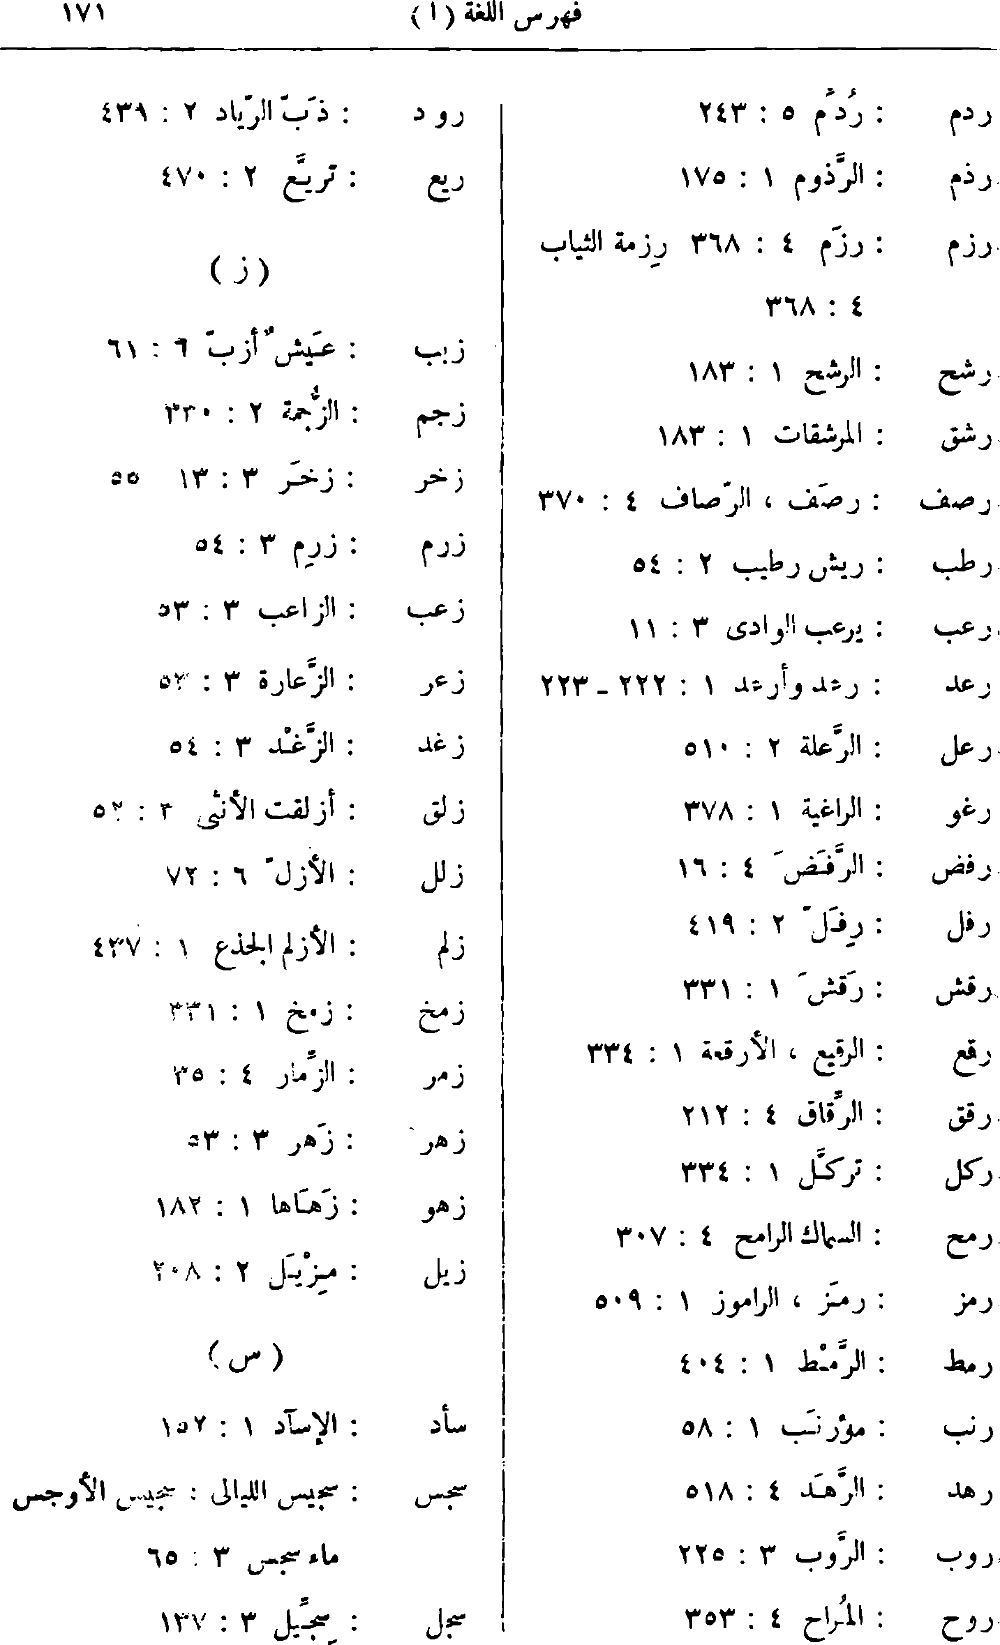 فهرس اللغة (١)
١٧١
ردم : رُدُم ٥ : ٢٤٣
رذم : الرَّذوم ١ : ١٧٥
رزم : رزَم ٤ : ٣٦٨ رِزمة الثياب
٤ : ٣٦٨
رشح : الرشح ١ : ١٨٣
رشق : المرشقات ١ : ١٨٣
رصف : رصَف ، الرّصاف ٤ : ٣٧٠
رطب : ريش رطيب ٢ : ٥٤
رعب : يرعب الوادى ٣ : ١١
رعد : رعد وأرعد ١ : ٢٢٢ ـ ٢٢٣
رعل : الرَّعلة ٢ : ٥١٠
رغو : الراغية ١ : ٣٧٨
رفض : الرَّفَضَ ٤ : ١٦
رفل : رِفَلّ ٢ : ٤١٩
رقش : رَقشَ ١ : ٣٣١
رقع : الرقيع ، الأرقعة ١ : ٣٣٤
رقق : الرَّقاق ٤ : ٢١٢
ركل : تركَّل ١ : ٣٣٤
رمح : السماك الرامح ٤ : ٣٠٧
رمز : رمَز ، الراموز ١ : ٥٠٩
رمط : الرَّمْط ١ : ٤٠٤
رنب : مؤرنَب ١ : ٥٨
رهد : الرَّهَد ٤ : ٥١٨
روب : الرَّوب ٣ : ٢٢٥
روح : المُراح ٤ : ٣٥٣
رود : ذَبّ الرّياد ٢ : ٤٣٩
ريع : تريَّع ٢ : ٤٧٠
(ز)
زبب : عَيشٌ أزبّ ٦ : ٦١
زجم : الزُّجمة ٢ : ٣٣٠
زخر : زخَر ٣ : ١٣ ٥٥
زرم : زرِم ٣ : ٥٤
زعب : الزاعب ٣ : ٥٣
زعر : الزَّعارة ٣ : ٥٣
زغد : الزَّغْد ٣ : ٥٤
زلق : أزلقت الأنثى ٣ : ٥٢
زلل : الأزلّ ٦ : ٧٢
زلم : الأزلم الجذع ١ : ٤٣٧
زمخ : زمخ ١ : ٣٣١
زمر : الزَّمار ٤ : ٣٥
زهر : زَهر ٣ : ٥٣
زهو : زَهَاها ١ : ١٨٢
زيل : مِزْيَل ٢ : ٢٠٨
(س)
سأد : الإسآد ١ : ١٥٢
سجس : سجيس الليالى : سجيس الأوجس
ماء سجس ٣ : ٦٥
سجل : سِجِّيل ٣ : ١٣٧